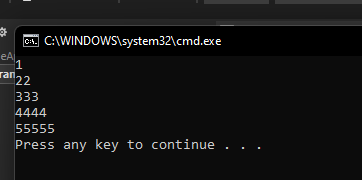 C:\WINDOWS\system32\cmd.exe
1
22
333
4444
55555
Press any key to continue . . .